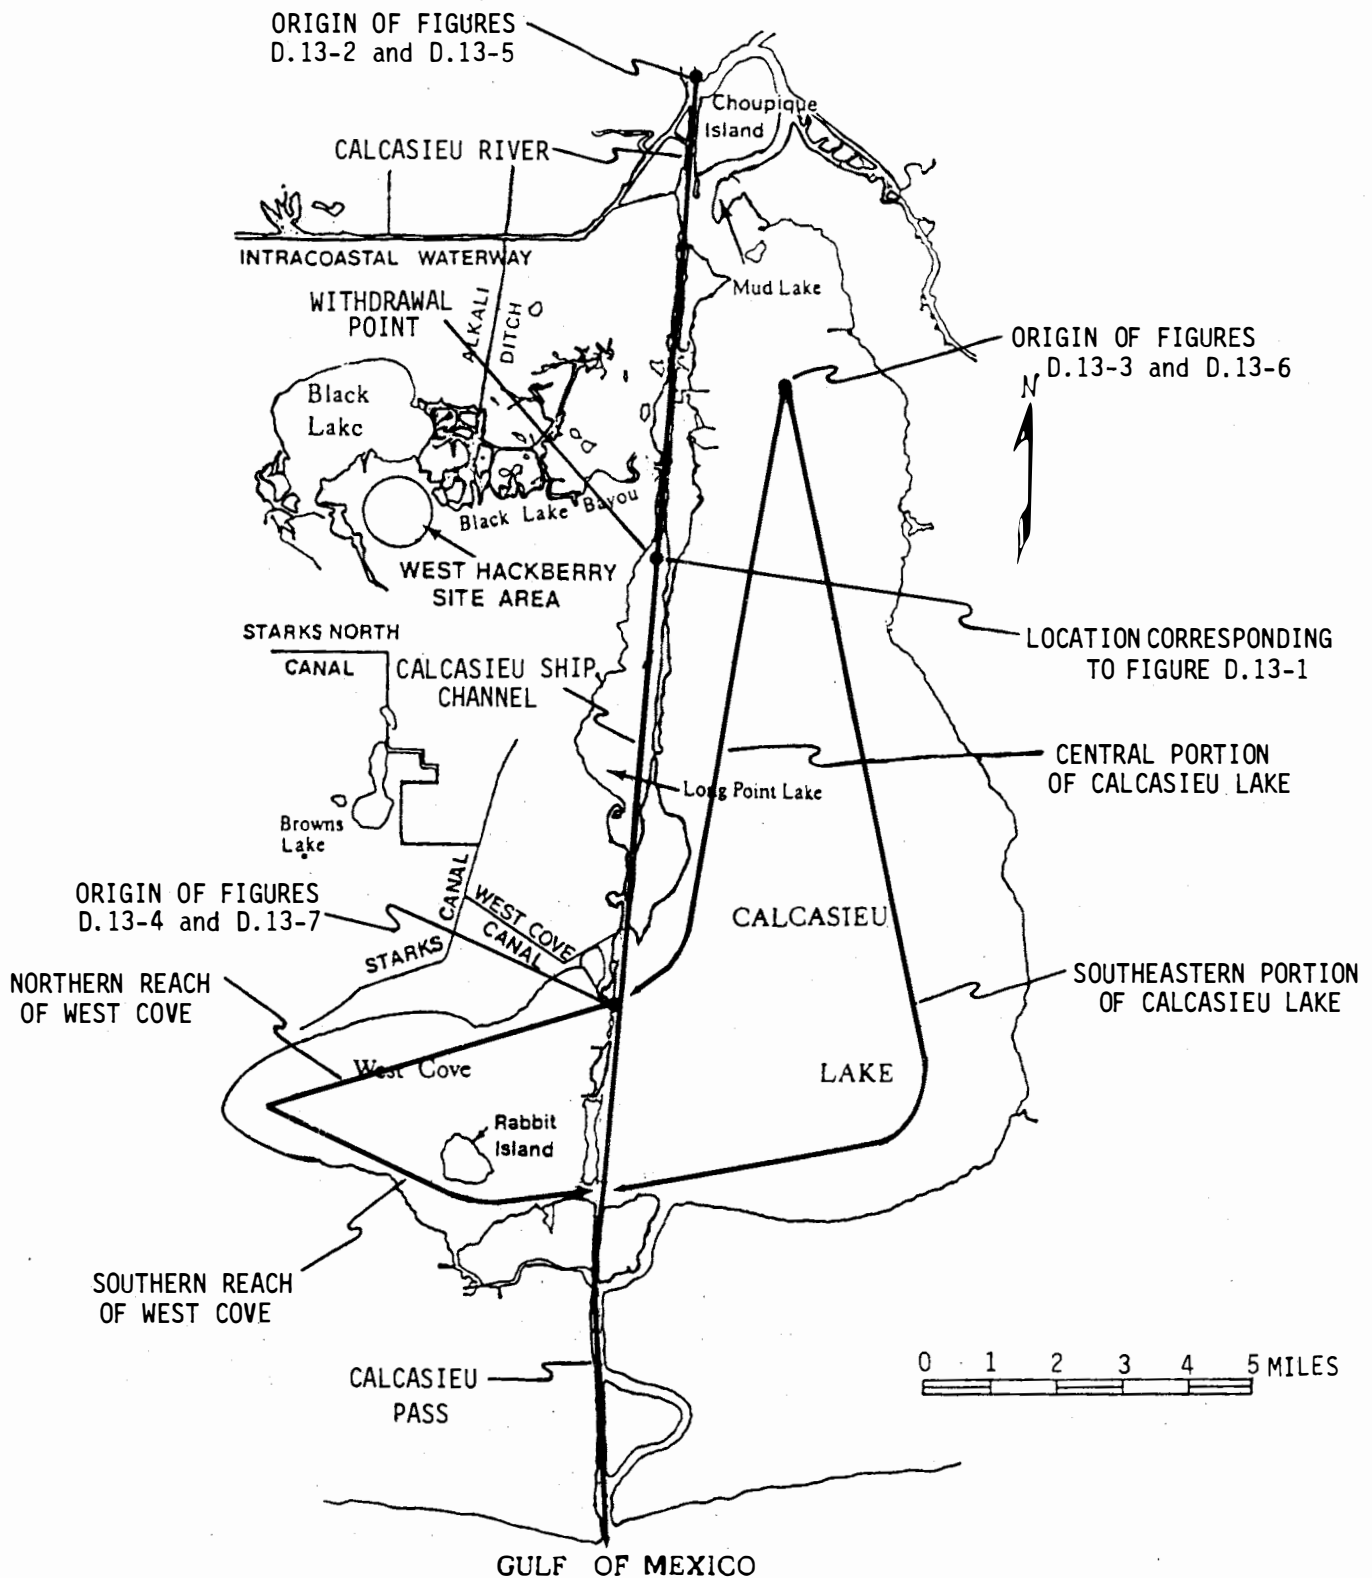 ORIGIN OF FIGURES
D.13-2 and D.13-5
Choupique
Island
CALCASIEU RIVER
INTRACOASTAL WATERWAY
Mud Lake
WITHDRAWAL
POINT
ALKALI
DITCH
ORIGIN OF FIGURES
D.13-3 and D.13-6
N
Black
Lake
Black Lake Bayou
WEST HACKBERRY
SITE AREA
STARKS NORTH
CANAL
LOCATION CORRESPONDING
TO FIGURE D.13-1
CALCASIEU SHIP
CHANNEL
CENTRAL PORTION
OF CALCASIEU LAKE
Long Point Lake
Browns
Lake
ORIGIN OF FIGURES
D.13-4 and D.13-7
STARKS CANAL
WEST COVE
CANAL
CALCASIEU
LAKE
NORTHERN REACH
OF WEST COVE
SOUTHEASTERN PORTION
OF CALCASIEU LAKE
West Cove
Rabbit
Island
SOUTHERN REACH
OF WEST COVE
CALCASIEU
PASS
0 1 2 3 4 5 MILES
GULF OF MEXICO